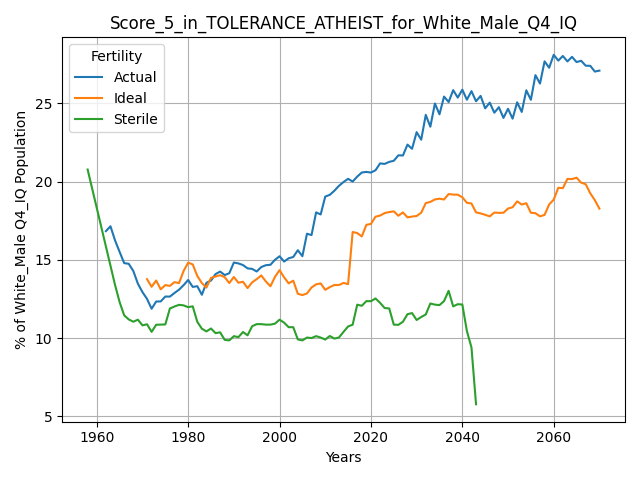 Score_5_in_TOLERANCE_ATHEIST_for_White_Male_Q4_IQ
Fertility
Actual
Ideal
Sterile
% of White_Male Q4_IQ Population
25
20
15
10
5
1960 1980 2000 2020 2040 2060
Years